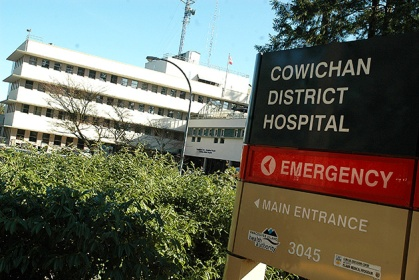 COWICHAN
DISTRICT
HOSPITAL
EMERGENCY
MAIN ENTRANCE
3045